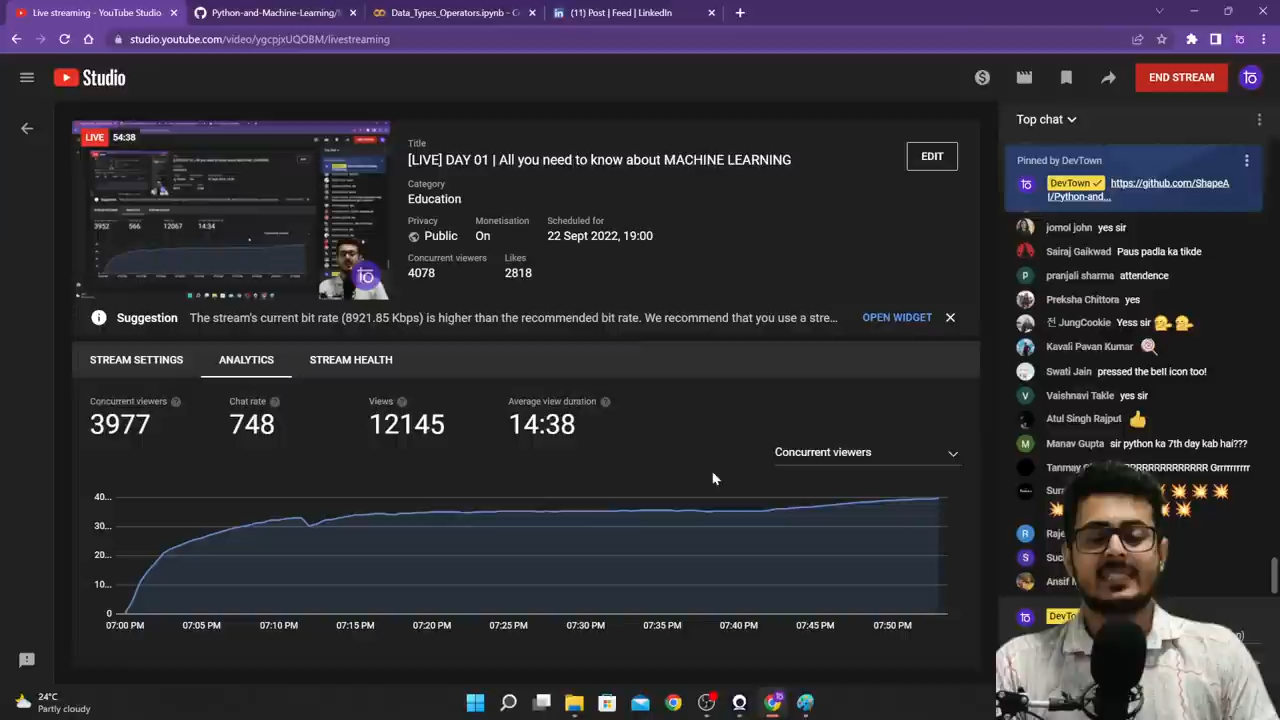 Live streaming - YouTube Studio
Python-and-Machine-Learning/
Data_Types_Operators.ipynb - C
(11) Post | Feed | LinkedIn
studio.youtube.com/video/ygcpjxUQOBM/livestreaming
Studio
END STREAM
LIVE 54:38
Title
[LIVE] DAY 01 | All you need to know about MACHINE LEARNING
EDIT
Category
Education
Privacy Monetisation Scheduled for
Public On 22 Sept 2022, 19:00
Concurrent viewers Likes
4078 2818
3952 566 12067 14:34
Suggestion The stream's current bit rate (8921.85 Kbps) is higher than the recommended bit rate. We recommend that you use a stre... OPEN WIDGET
STREAM SETTINGS ANALYTICS STREAM HEALTH
Concurrent viewers Chat rate Views Average view duration
3977 748 12145 14:38
Concurrent viewers
40...
30...
20...
10...
0
07:00 PM 07:05 PM 07:10 PM 07:15 PM 07:20 PM 07:25 PM 07:30 PM 07:35 PM 07:40 PM 07:45 PM 07:50 PM
Top chat
Pinned by DevTown
DevTown https://github.com/ShapeA
I/Python-and...
jomol john yes sir
Sairaj Gaikwad Paus padla ka tikde
pranjali sharma attendence
Preksha Chittora yes
전 JungCookie Yess sir
Kavali Pavan Kumar
Swati Jain pressed the bell icon too!
Vaishnavi Takle yes sir
Atul Singh Rajput
Manav Gupta sir python ka 7th day kab hai???
24°C
Partly cloudy